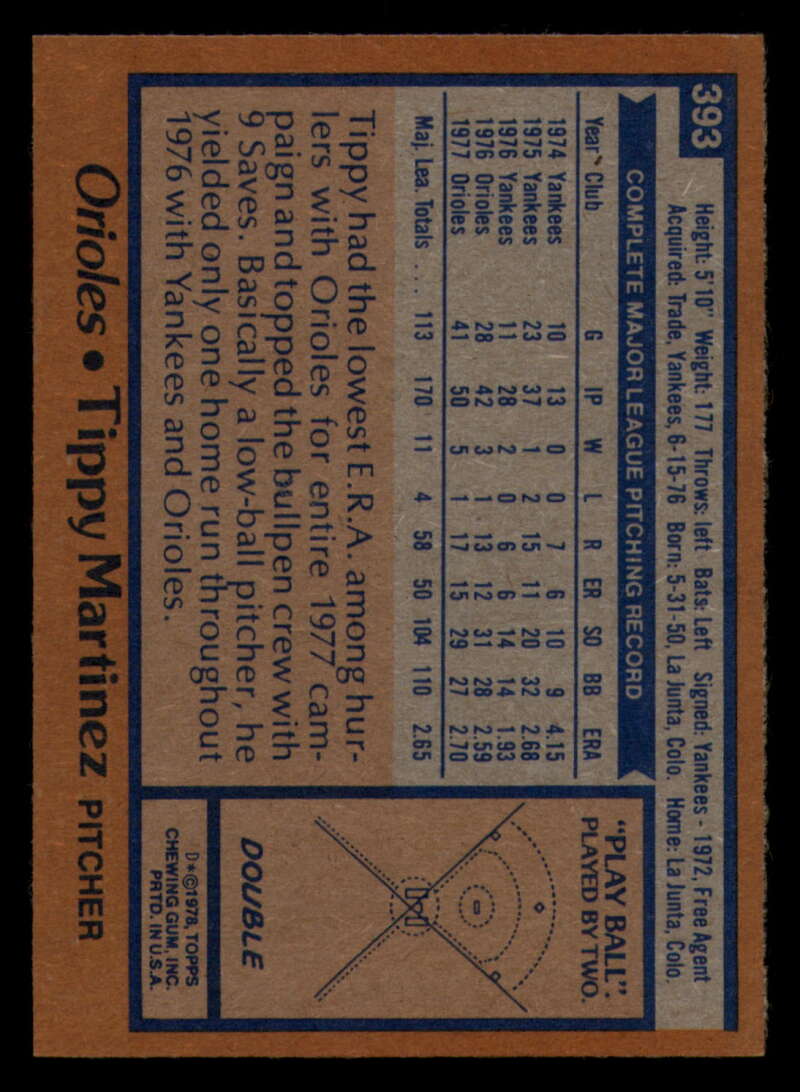 393
Height: 5'10" Weight: 177 Throws: left Bats: Left Signed: Yankees - 1972, Free Agent
Acquired: Trade, Yankees, 6-15-76 Born: 5-31-50, La Junta, Colo. Home: La Junta, Colo.
COMPLETE MAJOR LEAGUE PITCHING RECORD
Year Club G IP W L R ER SO BB ERA
1974 Yankees 10 13 0 0 7 6 10 9 4.15
1975 Yankees 23 37 1 2 15 11 20 32 2.68
1976 Yankees 11 28 2 0 6 6 14 14 1.93
1976 Orioles 28 42 3 1 13 12 31 28 2.59
1977 Orioles 41 50 5 1 17 15 29 27 2.70
Maj. Lea. Totals ... 113 170 11 4 58 50 104 110 2.65
Tippy had the lowest E.R.A. among hur-
lers with Orioles for entire 1977 cam-
paign and topped the bullpen crew with
9 Saves. Basically a low-ball pitcher, he
yielded only one home run throughout
1976 with Yankees and Orioles.
"PLAY BALL".
PLAYED BY TWO.
DOUBLE
D*©1978, TOPPS
CHEWING GUM, INC.
PRTD. IN U.S.A.
Orioles • Tippy Martinez PITCHER